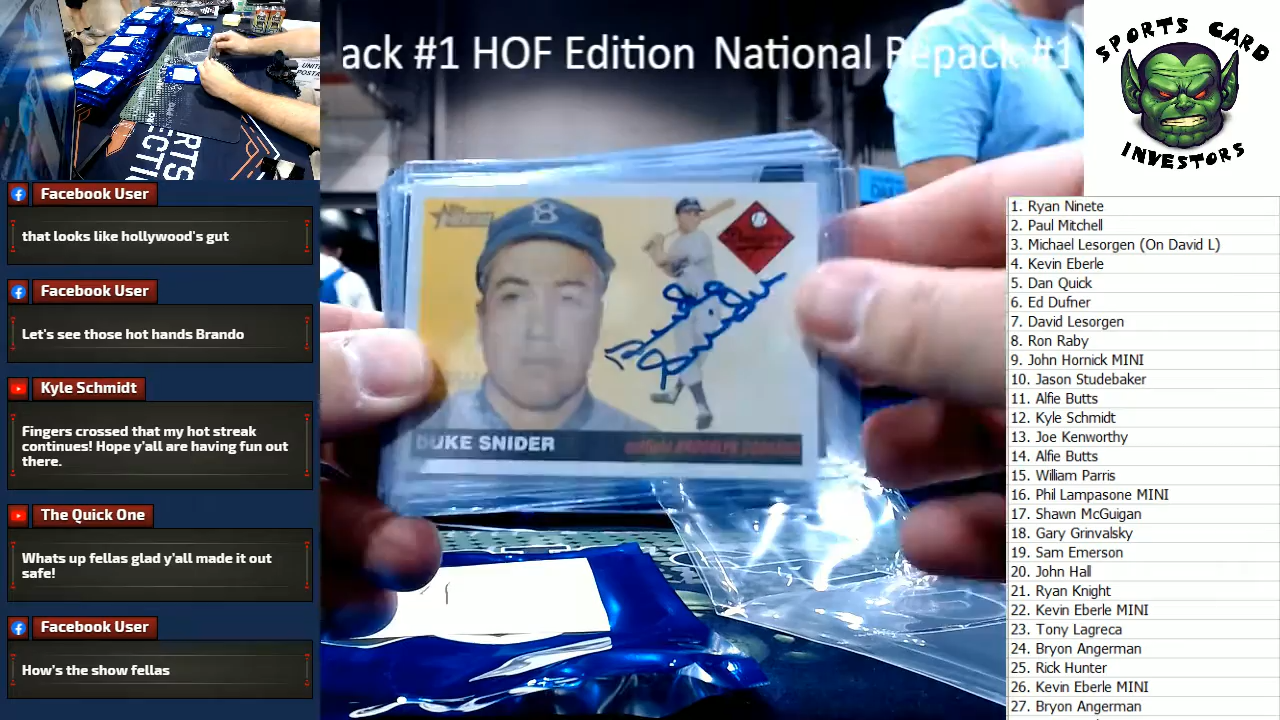 ack #1 HOF Edition National Repack #1
SPORTS CARD
INVESTORS
Facebook User
that looks like hollywood's gut
Facebook User
Let's see those hot hands Brando
Kyle Schmidt
Fingers crossed that my hot streak
continues! Hope y'all are having fun out
there.
The Quick One
Whats up fellas glad y'all made it out
safe!
Facebook User
How's the show fellas
B
Duke Snider
DUKE SNIDER
1. Ryan Ninete
2. Paul Mitchell
3. Michael Lesorgen (On David L)
4. Kevin Eberle
5. Dan Quick
6. Ed Dufner
7. David Lesorgen
8. Ron Raby
9. John Hornick MINI
10. Jason Studebaker
11. Alfie Butts
12. Kyle Schmidt
13. Joe Kenworthy
14. Alfie Butts
15. William Parris
16. Phil Lampasone MINI
17. Shawn McGuigan
18. Gary Grinvalsky
19. Sam Emerson
20. John Hall
21. Ryan Knight
22. Kevin Eberle MINI
23. Tony Lagreca
24. Bryon Angerman
25. Rick Hunter
26. Kevin Eberle MINI
27. Bryon Angerman